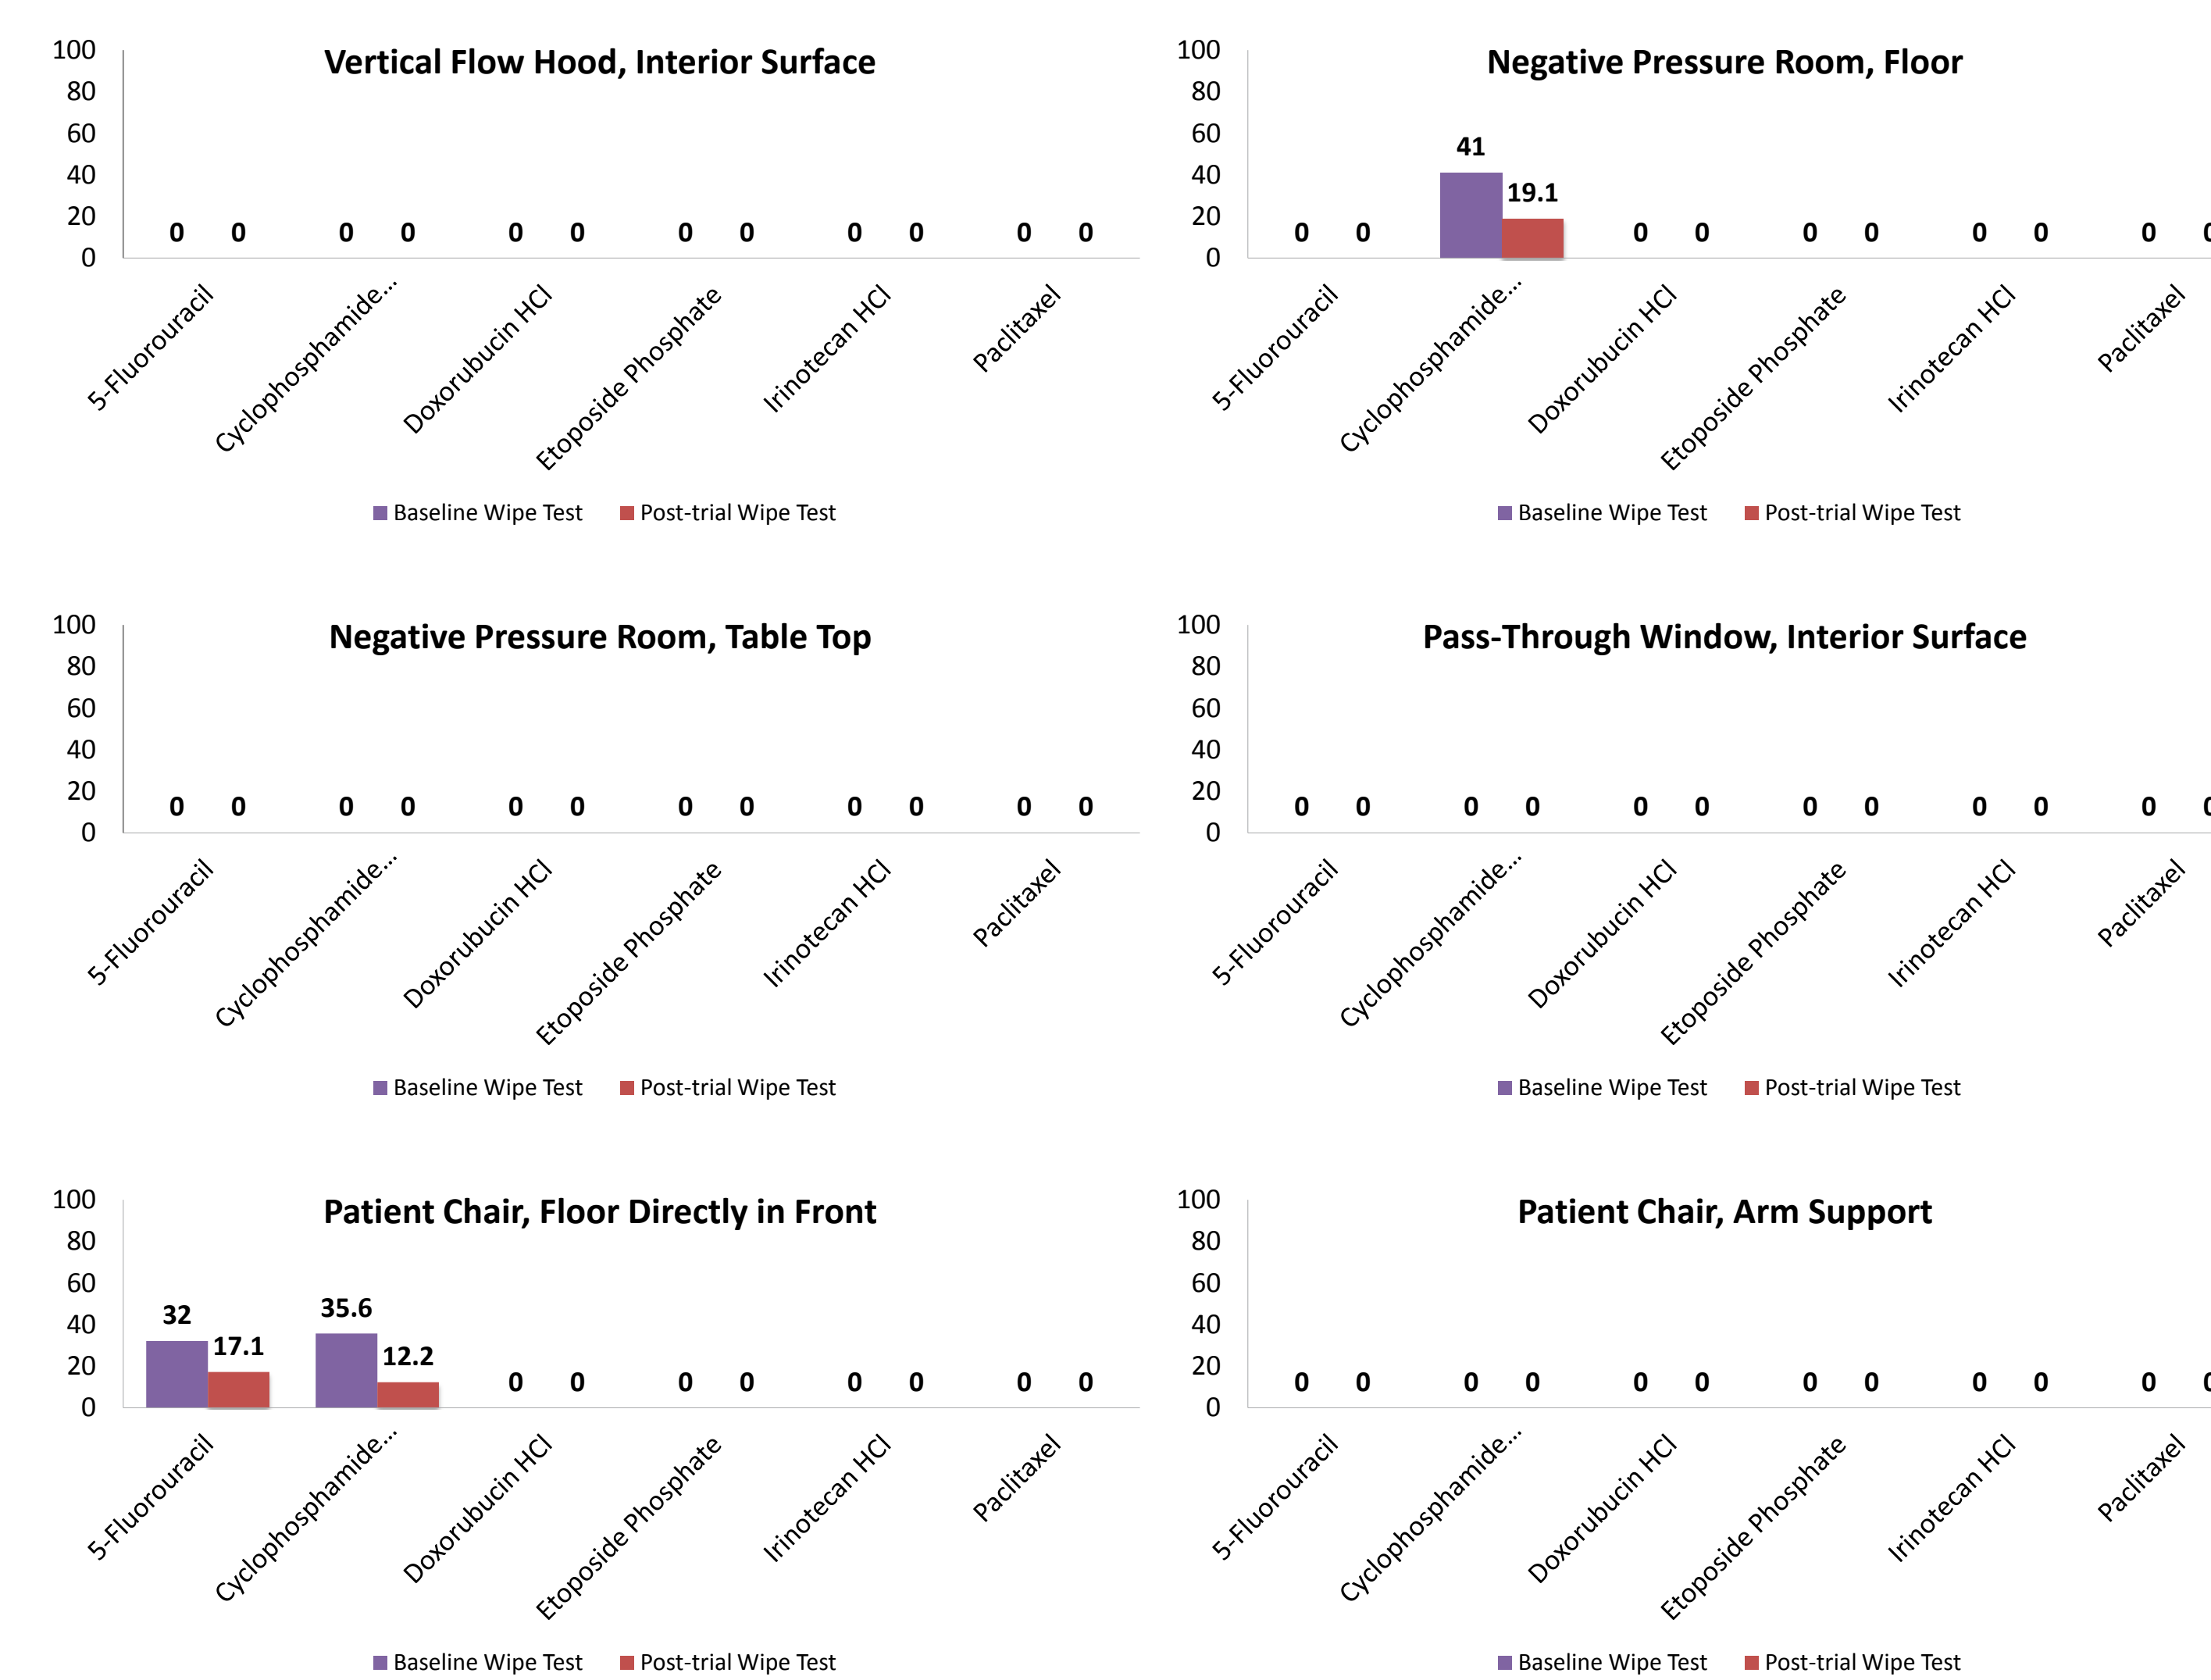 Vertical Flow Hood, Interior Surface
100
80
60
40
20
0
0 0 0 0 0 0 0 0 0 0 0 0
5-Fluorouracil
Cyclophosphamide...
Doxorubucin HCl
Etoposide Phosphate
Irinotecan HCl
Paclitaxel
Baseline Wipe Test Post-trial Wipe Test
Negative Pressure Room, Floor
100
80
60
40
20
0
0 0 41 19.1 0 0 0 0 0 0 0 0
5-Fluorouracil
Cyclophosphamide...
Doxorubucin HCl
Etoposide Phosphate
Irinotecan HCl
Paclitaxel
Baseline Wipe Test Post-trial Wipe Test
Negative Pressure Room, Table Top
100
80
60
40
20
0
0 0 0 0 0 0 0 0 0 0 0 0
5-Fluorouracil
Cyclophosphamide...
Doxorubucin HCl
Etoposide Phosphate
Irinotecan HCl
Paclitaxel
Baseline Wipe Test Post-trial Wipe Test
Pass-Through Window, Interior Surface
100
80
60
40
20
0
0 0 0 0 0 0 0 0 0 0 0 0
5-Fluorouracil
Cyclophosphamide...
Doxorubucin HCl
Etoposide Phosphate
Irinotecan HCl
Paclitaxel
Baseline Wipe Test Post-trial Wipe Test
Patient Chair, Floor Directly in Front
100
80
60
40
20
0
32 17.1 35.6 12.2 0 0 0 0 0 0 0 0
5-Fluorouracil
Cyclophosphamide...
Doxorubucin HCl
Etoposide Phosphate
Irinotecan HCl
Paclitaxel
Baseline Wipe Test Post-trial Wipe Test
Patient Chair, Arm Support
100
80
60
40
20
0
0 0 0 0 0 0 0 0 0 0 0 0
5-Fluorouracil
Cyclophosphamide...
Doxorubucin HCl
Etoposide Phosphate
Irinotecan HCl
Paclitaxel
Baseline Wipe Test Post-trial Wipe Test